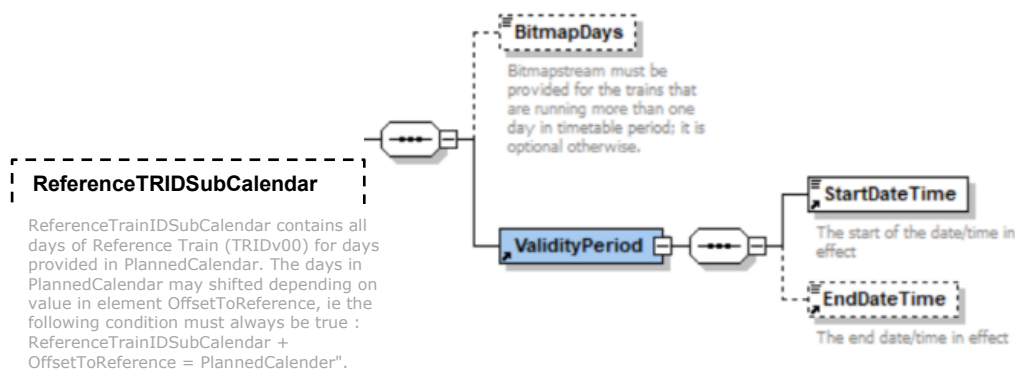 BitmapDays
Bitmapstream must be
provided for the trains that
are running more than one
day in timetable period; it is
optional otherwise.
ReferenceTRIDSubCalendar
ReferenceTrainIDSubCalendar contains all
days of Reference Train (TRIDv00) for days
provided in PlannedCalendar. The days in
PlannedCalendar may shifted depending on
value in element OffsetToReference, ie the
following condition must always be true :
ReferenceTrainIDSubCalendar +
OffsetToReference = PlannedCalender".
ValidityPeriod
StartDateTime
The start of the date/time in
effect
EndDateTime
The end date/time in effect